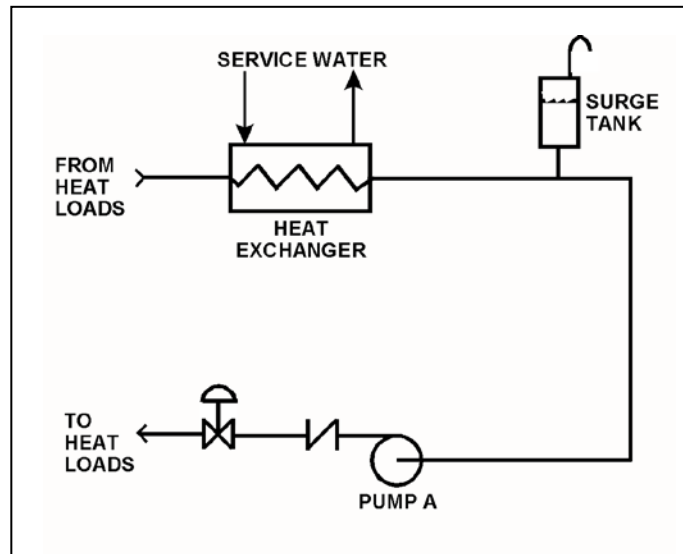 SERVICE WATER
SURGE
TANK
FROM
HEAT
LOADS
HEAT
EXCHANGER
TO
HEAT
LOADS
PUMP A